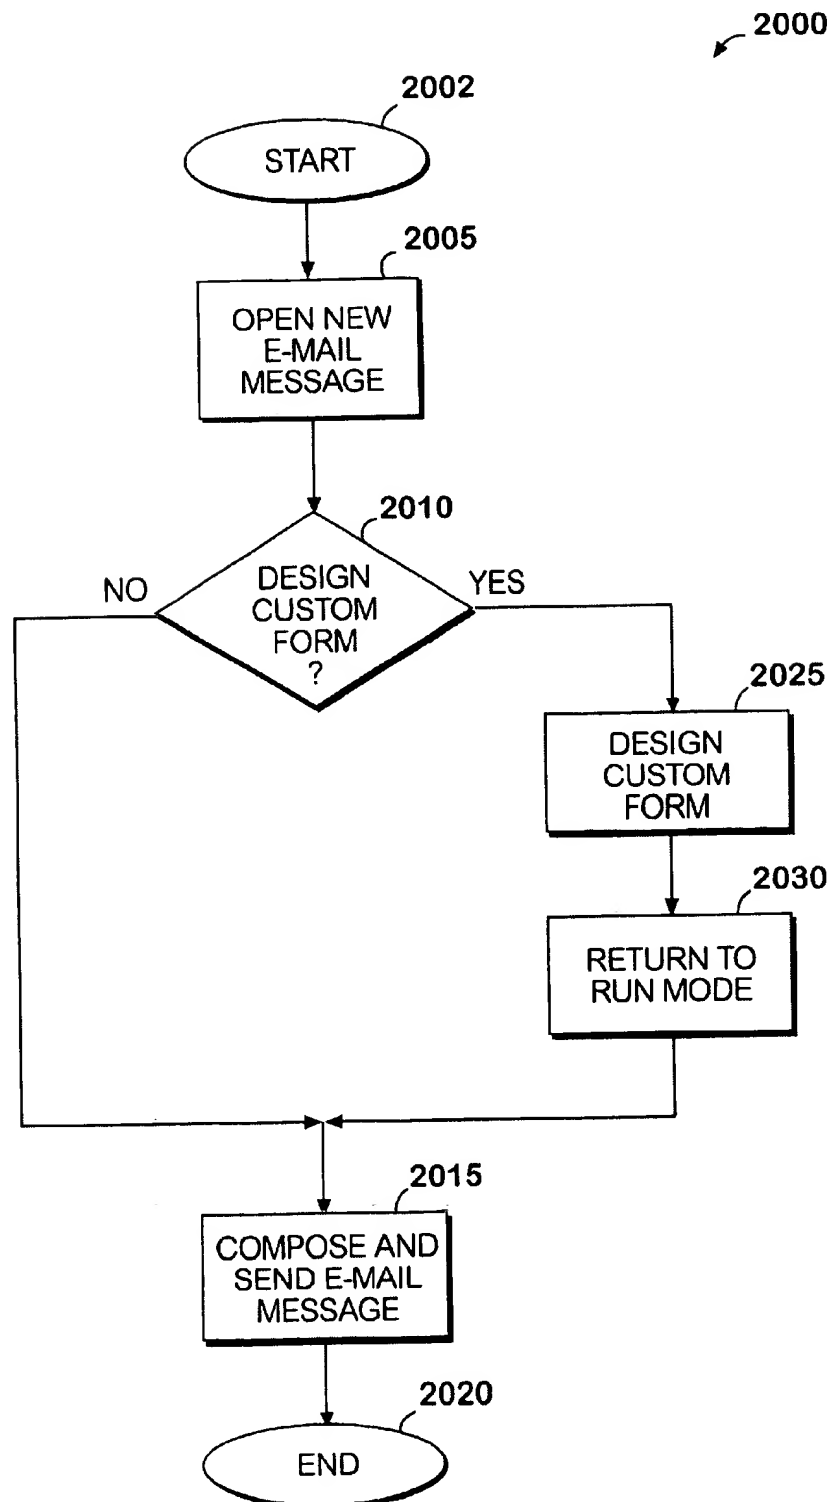 2000
2002
START
2005
OPEN NEW
E-MAIL
MESSAGE
2010
DESIGN
CUSTOM
FORM
?
NO
YES
2025
DESIGN
CUSTOM
FORM
2030
RETURN TO
RUN MODE
2015
COMPOSE AND
SEND E-MAIL
MESSAGE
2020
END